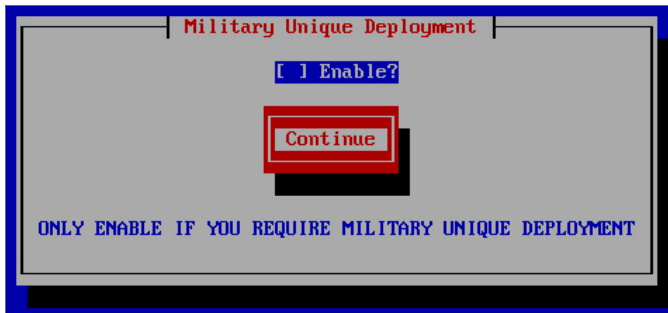 Military Unique Deployment
[ ] Enable?
Continue
ONLY ENABLE IF YOU REQUIRE MILITARY UNIQUE DEPLOYMENT